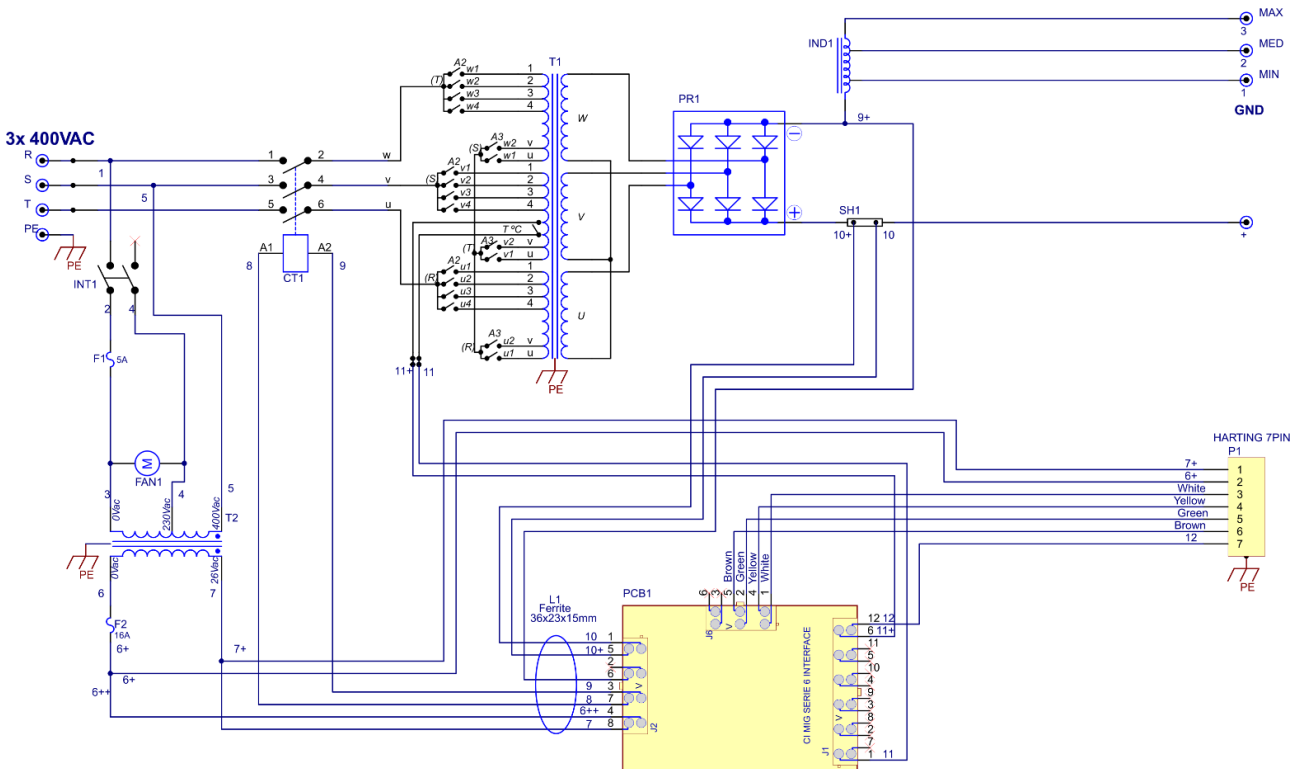 3x 400VAC
R
S
T
PE
PE
1
5
1
2
3
4
5
6
w
v
u
A1
A2
8
9
CT1
INT1
2
4
F1
5A
M
FAN1
3
4
5
0Vac
230Vac
400Vac
T2
PE
0Vac
26Vac
6
7
F2
16A
6+
7+
6+
6++
T1
A2
(T)
w1
w2
w3
w4
1
2
3
4
W
A3
(S)
w2
w1
v
u
A2
(S
v1
v2
v3
v4
1
2
3
4
V
T°C
A3
(T)
v2
v1
v
u
A2
(R)
u1
u2
u3
u4
1
2
3
4
U
A3
(R)
u2
u1
v
u
PE
11+
11
PR1
−
+
IND1
9+
SH1
10+
10
MAX
3
MED
2
MIN
1
GND
+
HARTING 7PIN
P1
7+
1
6+
2
White
3
Yellow
4
Green
5
Brown
6
12
7
PE
L1
Ferrite
36x23x15mm
PCB1
10
1
10+
5
2
6
9
3
8
7
6++
4
7
8
V
J2
Brown
Green
Yellow
White
6
3
5
2
4
1
J6
V
CI MIG SERIE 6 INTERFACE
12
12
6
11+
11
5
10
4
9
3
8
2
7
1
11
V
J1